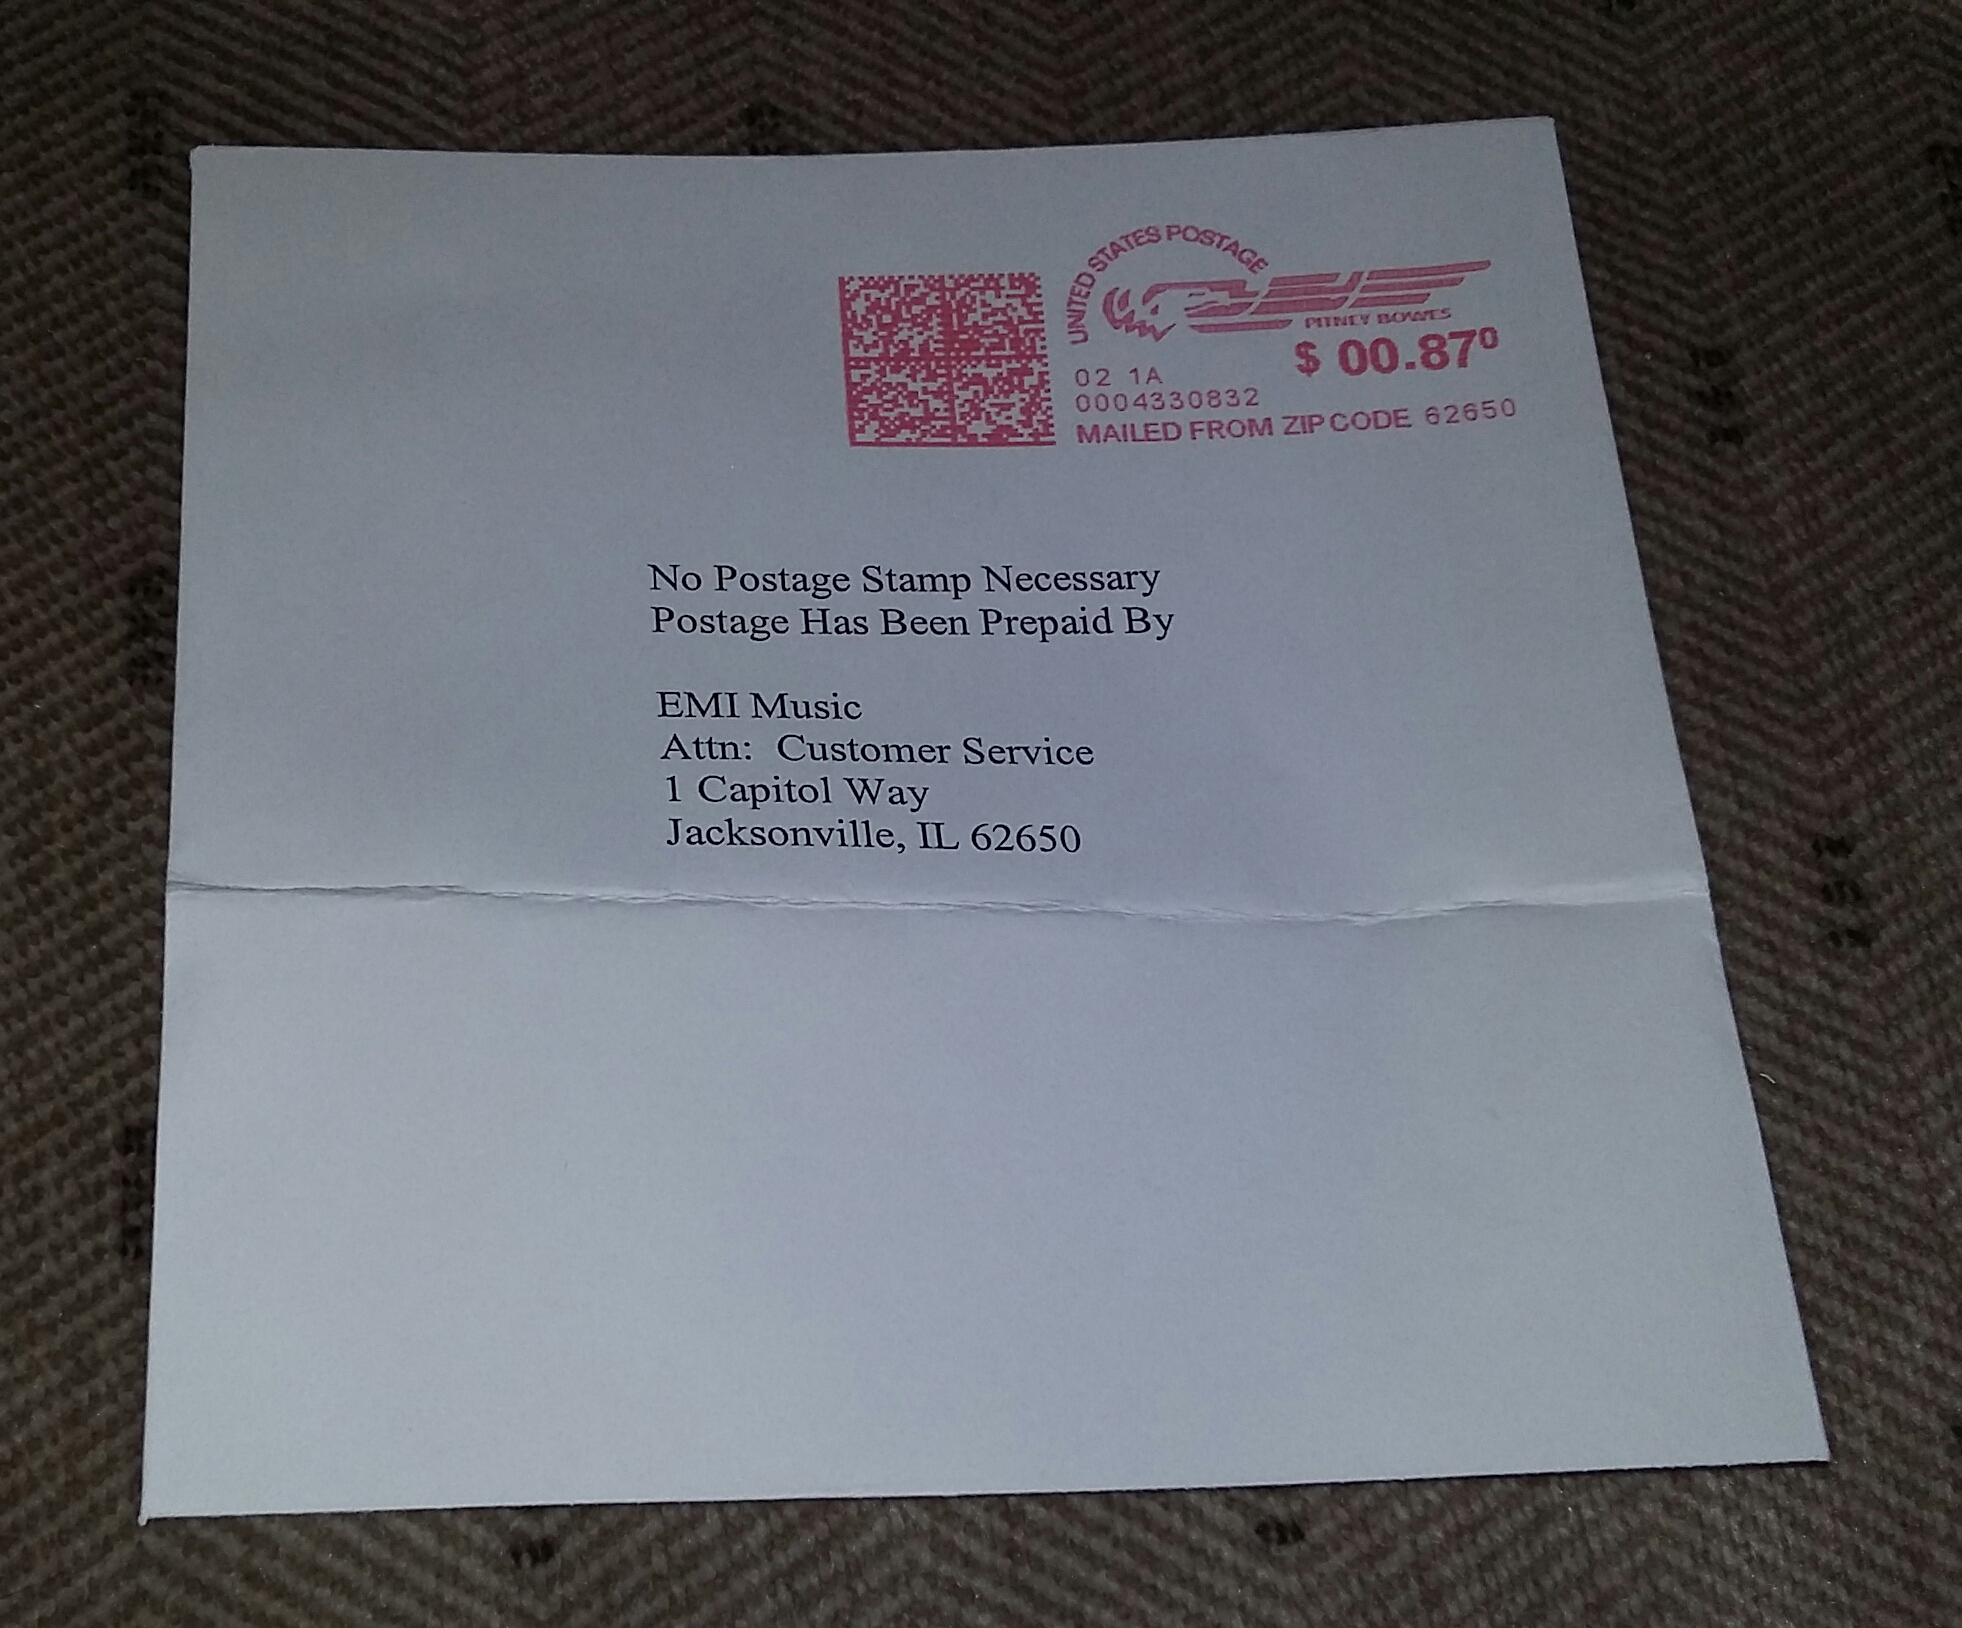 UNITED STATES POSTAGE
PITNEY BOWES
$ 00.87⁰
02 1A
0004330832
MAILED FROM ZIP CODE 62650
No Postage Stamp Necessary
Postage Has Been Prepaid By
EMI Music
Attn: Customer Service
1 Capitol Way
Jacksonville, IL 62650